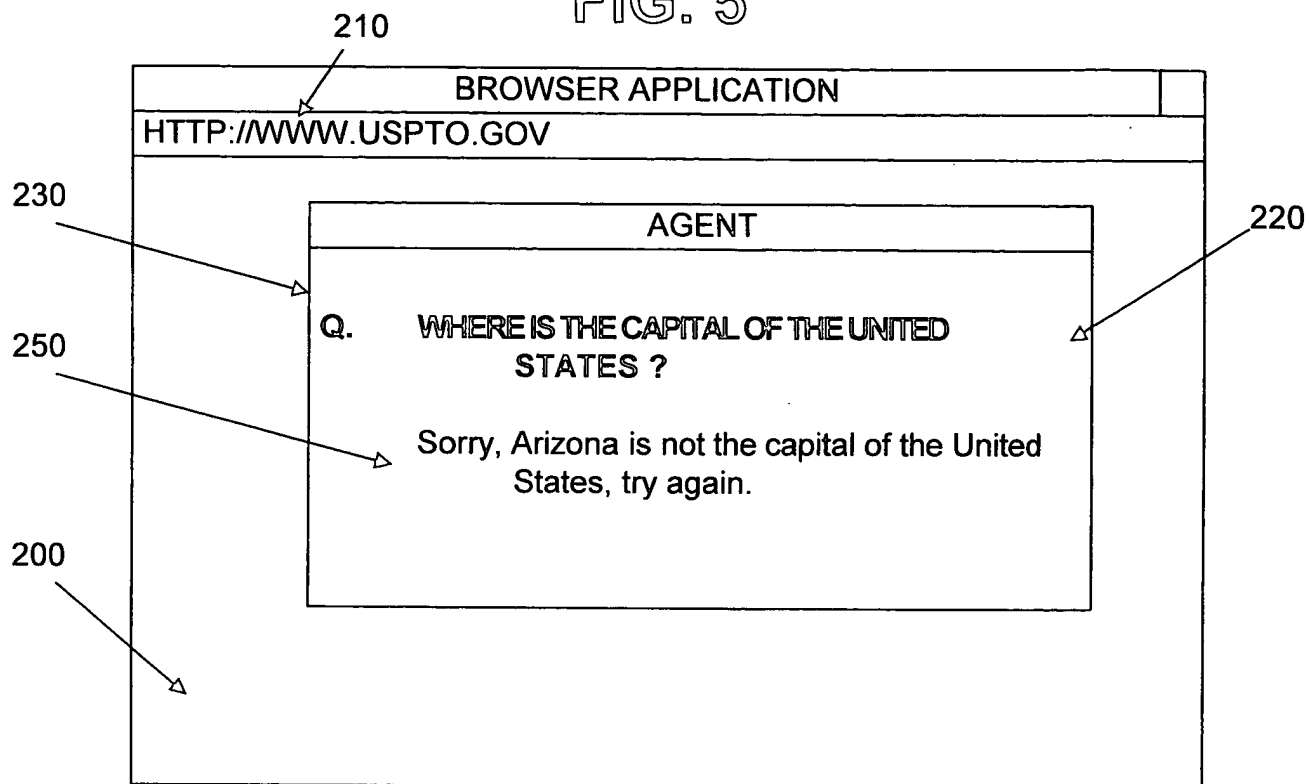 FIG. 5
210
BROWSER APPLICATION
HTTP://WWW.USPTO.GOV
230
AGENT
220
Q. WHERE IS THE CAPITAL OF THE UNITED
STATES ?
250
Sorry, Arizona is not the capital of the United
States, try again.
200